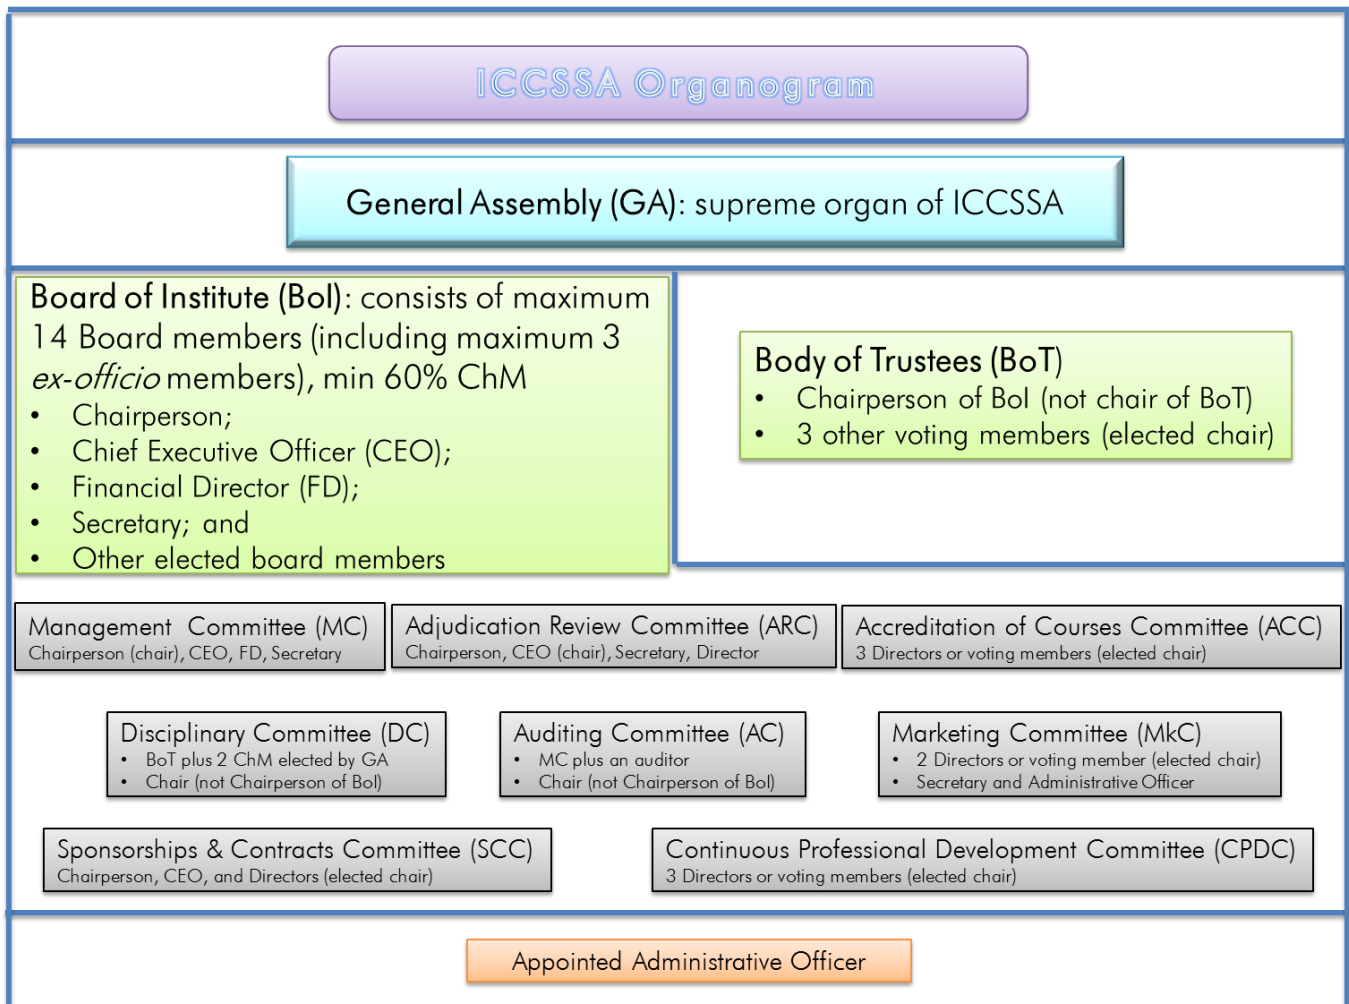 ICCSSA Organogram
General Assembly (GA): supreme organ of ICCSSA
Board of Institute (BoI): consists of maximum
14 Board members (including maximum 3
ex-officio members), min 60% ChM
• Chairperson;
• Chief Executive Officer (CEO);
• Financial Director (FD);
• Secretary; and
• Other elected board members
Body of Trustees (BoT)
• Chairperson of BoI (not chair of BoT)
• 3 other voting members (elected chair)
Management Committee (MC)
Chairperson (chair), CEO, FD, Secretary
Adjudication Review Committee (ARC)
Chairperson, CEO (chair), Secretary, Director
Accreditation of Courses Committee (ACC)
3 Directors or voting members (elected chair)
Disciplinary Committee (DC)
• BoT plus 2 ChM elected by GA
• Chair (not Chairperson of BoI)
Auditing Committee (AC)
• MC plus an auditor
• Chair (not Chairperson of BoI)
Marketing Committee (MkC)
• 2 Directors or voting member (elected chair)
• Secretary and Administrative Officer
Sponsorships & Contracts Committee (SCC)
Chairperson, CEO, and Directors (elected chair)
Continuous Professional Development Committee (CPDC)
3 Directors or voting members (elected chair)
Appointed Administrative Officer